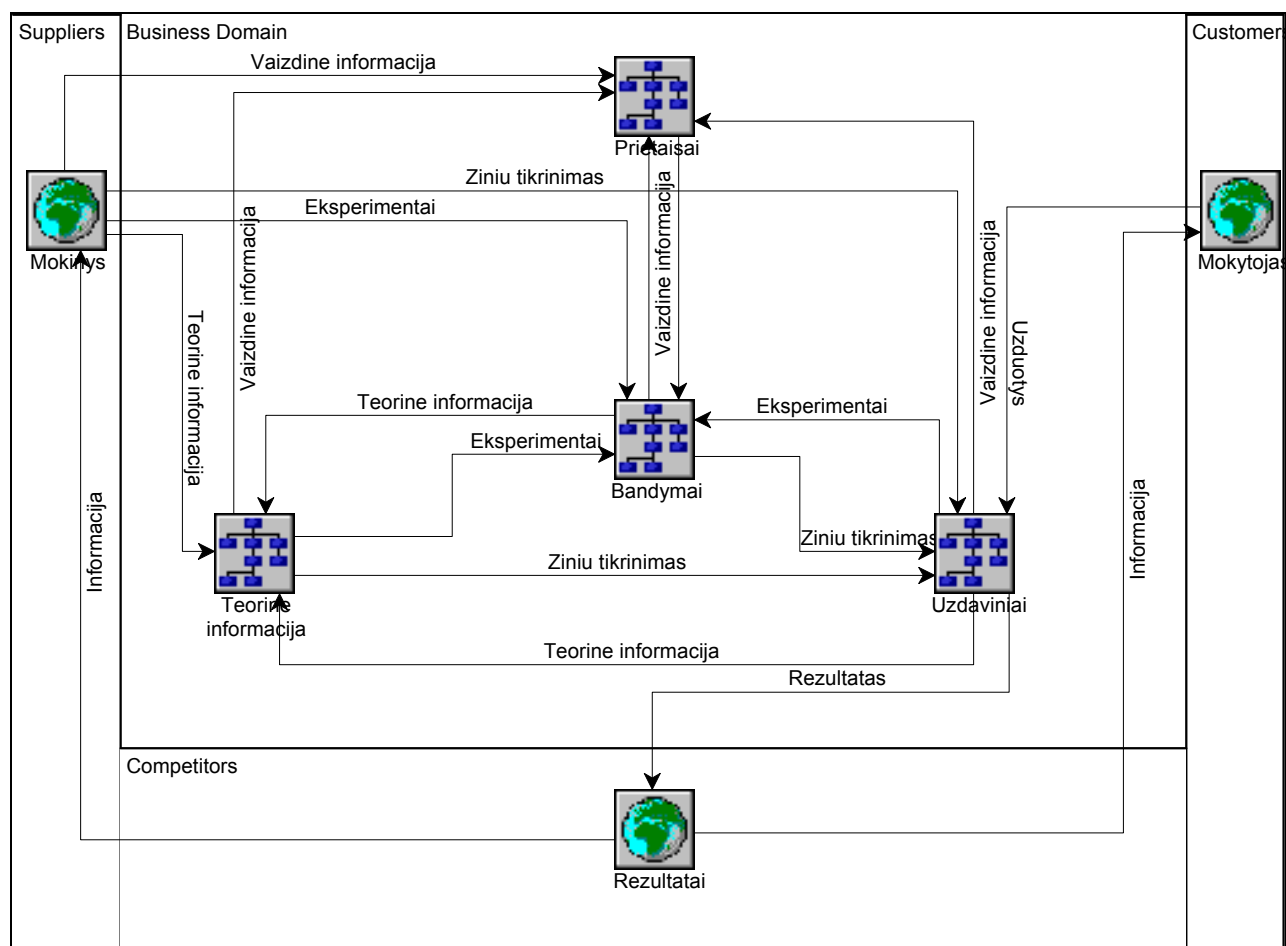 Suppliers
Business Domain
Customers
Vaizdine informacija
Prietaisai
Ziniu tikrinimas
Eksperimentai
Mokinys
Mokytojas
Vaizdine informacija
Vaizdine informacija
Vaizdine informacija
Uzduotys
Teorine informacija
Teorine informacija
Eksperimentai
Eksperimentai
Bandymai
Informacija
Informacija
Ziniu tikrinimas
Ziniu tikrinimas
Teorine
informacija
Uzdaviniai
Teorine informacija
Rezultatas
Competitors
Rezultatai